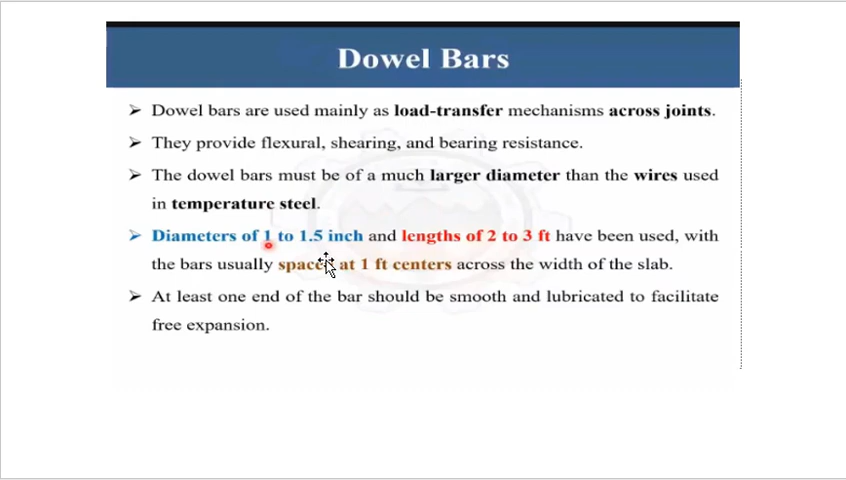 Dowel Bars
➢ Dowel bars are used mainly as load-transfer mechanisms across joints.
➢ They provide flexural, shearing, and bearing resistance.
➢ The dowel bars must be of a much larger diameter than the wires used
in temperature steel.
➢ Diameters of 1 to 1.5 inch and lengths of 2 to 3 ft have been used, with
the bars usually spaced at 1 ft centers across the width of the slab.
➢ At least one end of the bar should be smooth and lubricated to facilitate
free expansion.